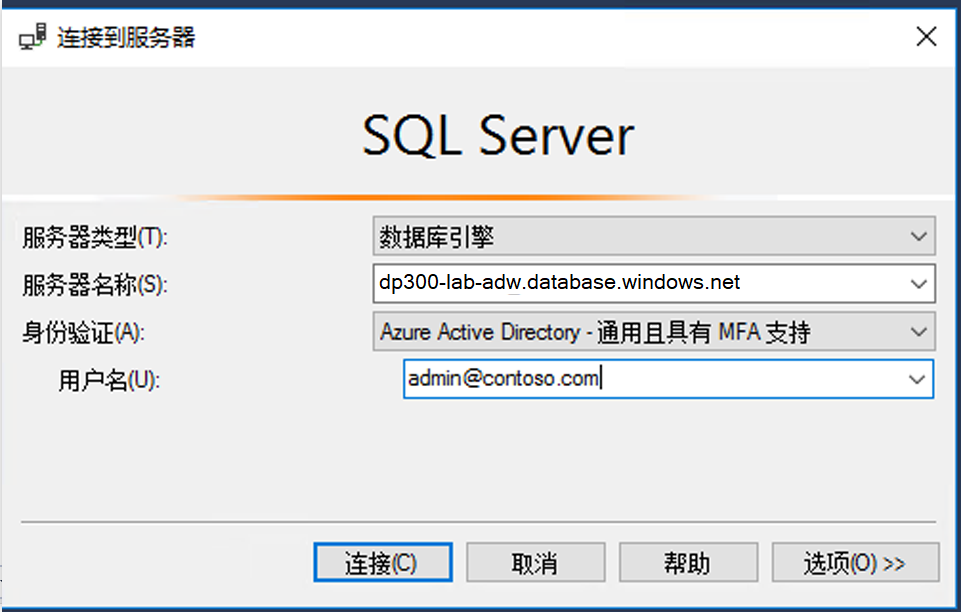 连接到服务器
SQL Server
服务器类型(T): 数据库引擎
服务器名称(S): dp300-lab-adw.database.windows.net
身份验证(A): Azure Active Directory - 通用且具有 MFA 支持
用户名(U): admin@contoso.com
连接(C) 取消 帮助 选项(O) >>